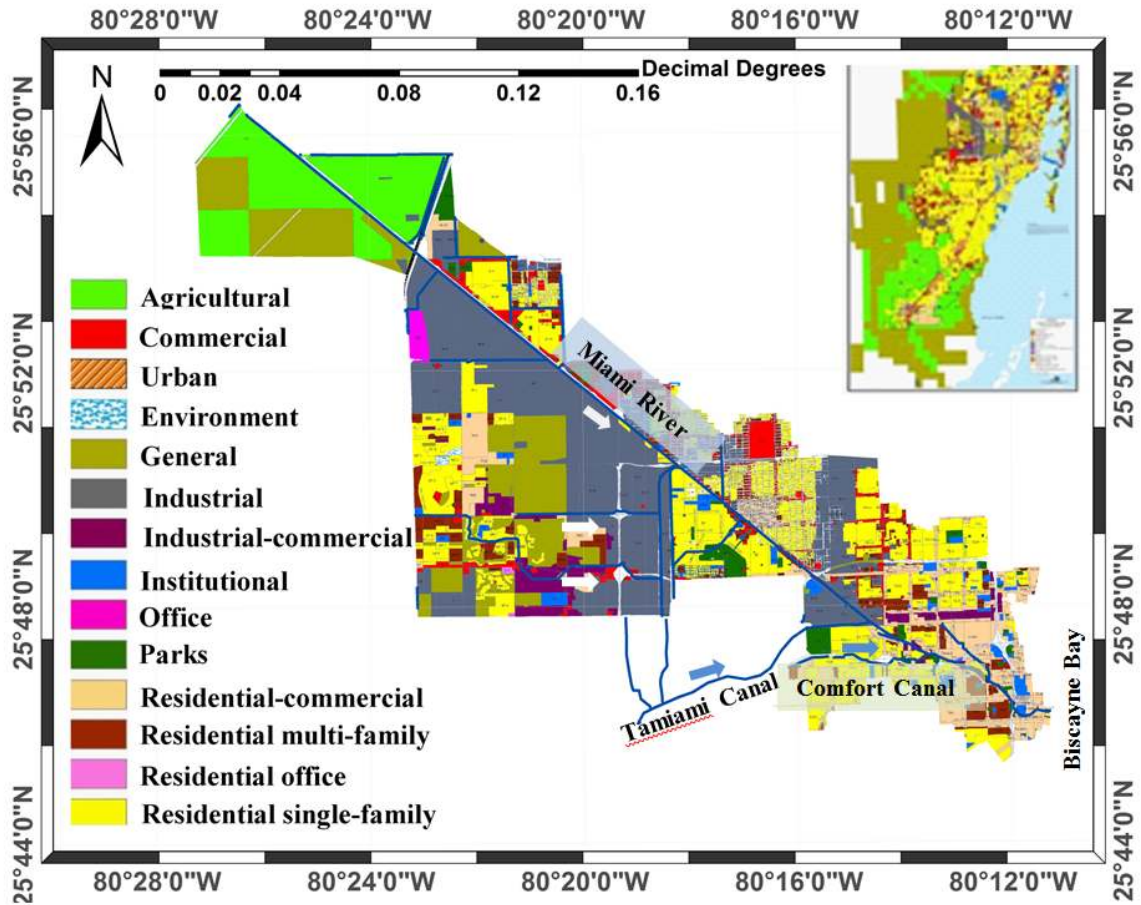 80°28'0"W 80°24'0"W 80°20'0"W 80°16'0"W 80°12'0"W
N
Decimal Degrees
0 0.02 0.04 0.08 0.12 0.16
25°56'0"N
25°52'0"N
25°48'0"N
25°44'0"N
25°56'0"N
25°52'0"N
25°48'0"N
25°44'0"N
Agricultural
Commercial
Urban
Environment
General
Industrial
Industrial-commercial
Institutional
Office
Parks
Residential-commercial
Residential multi-family
Residential office
Residential single-family
Miami River
Tamiami Canal
Comfort Canal
Biscayne Bay
80°28'0"W 80°24'0"W 80°20'0"W 80°16'0"W 80°12'0"W